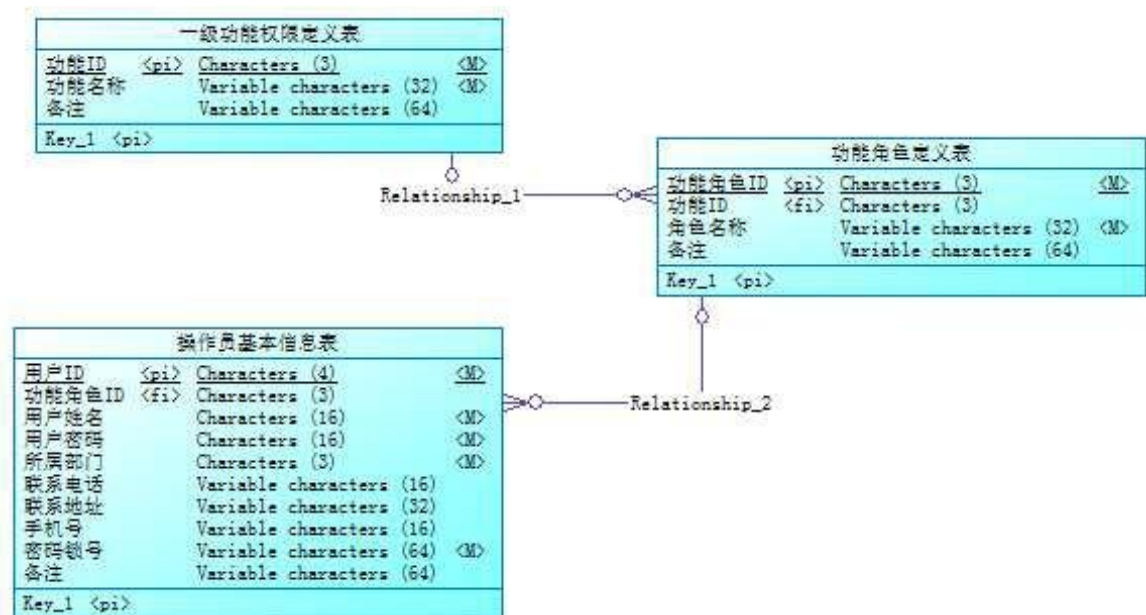 一级功能权限定义表
功能ID <pi> Characters (3) <M>
功能名称 Variable characters (32) <M>
备注 Variable characters (64)
Key_1 <pi>
Relationship_1
功能角色定义表
功能角色ID <pi> Characters (3) <M>
功能ID <fi> Characters (3)
角色名称 Variable characters (32) <M>
备注 Variable characters (64)
Key_1 <pi>
操作员基本信息表
用户ID <pi> Characters (4) <M>
功能角色ID <fi> Characters (3)
用户姓名 Characters (16) <M>
用户密码 Characters (16) <M>
所属部门 Characters (3) <M>
联系电话 Variable characters (16)
联系地址 Variable characters (32)
手机号 Variable characters (16)
密码锁号 Variable characters (64) <M>
备注 Variable characters (64)
Key_1 <pi>
Relationship_2